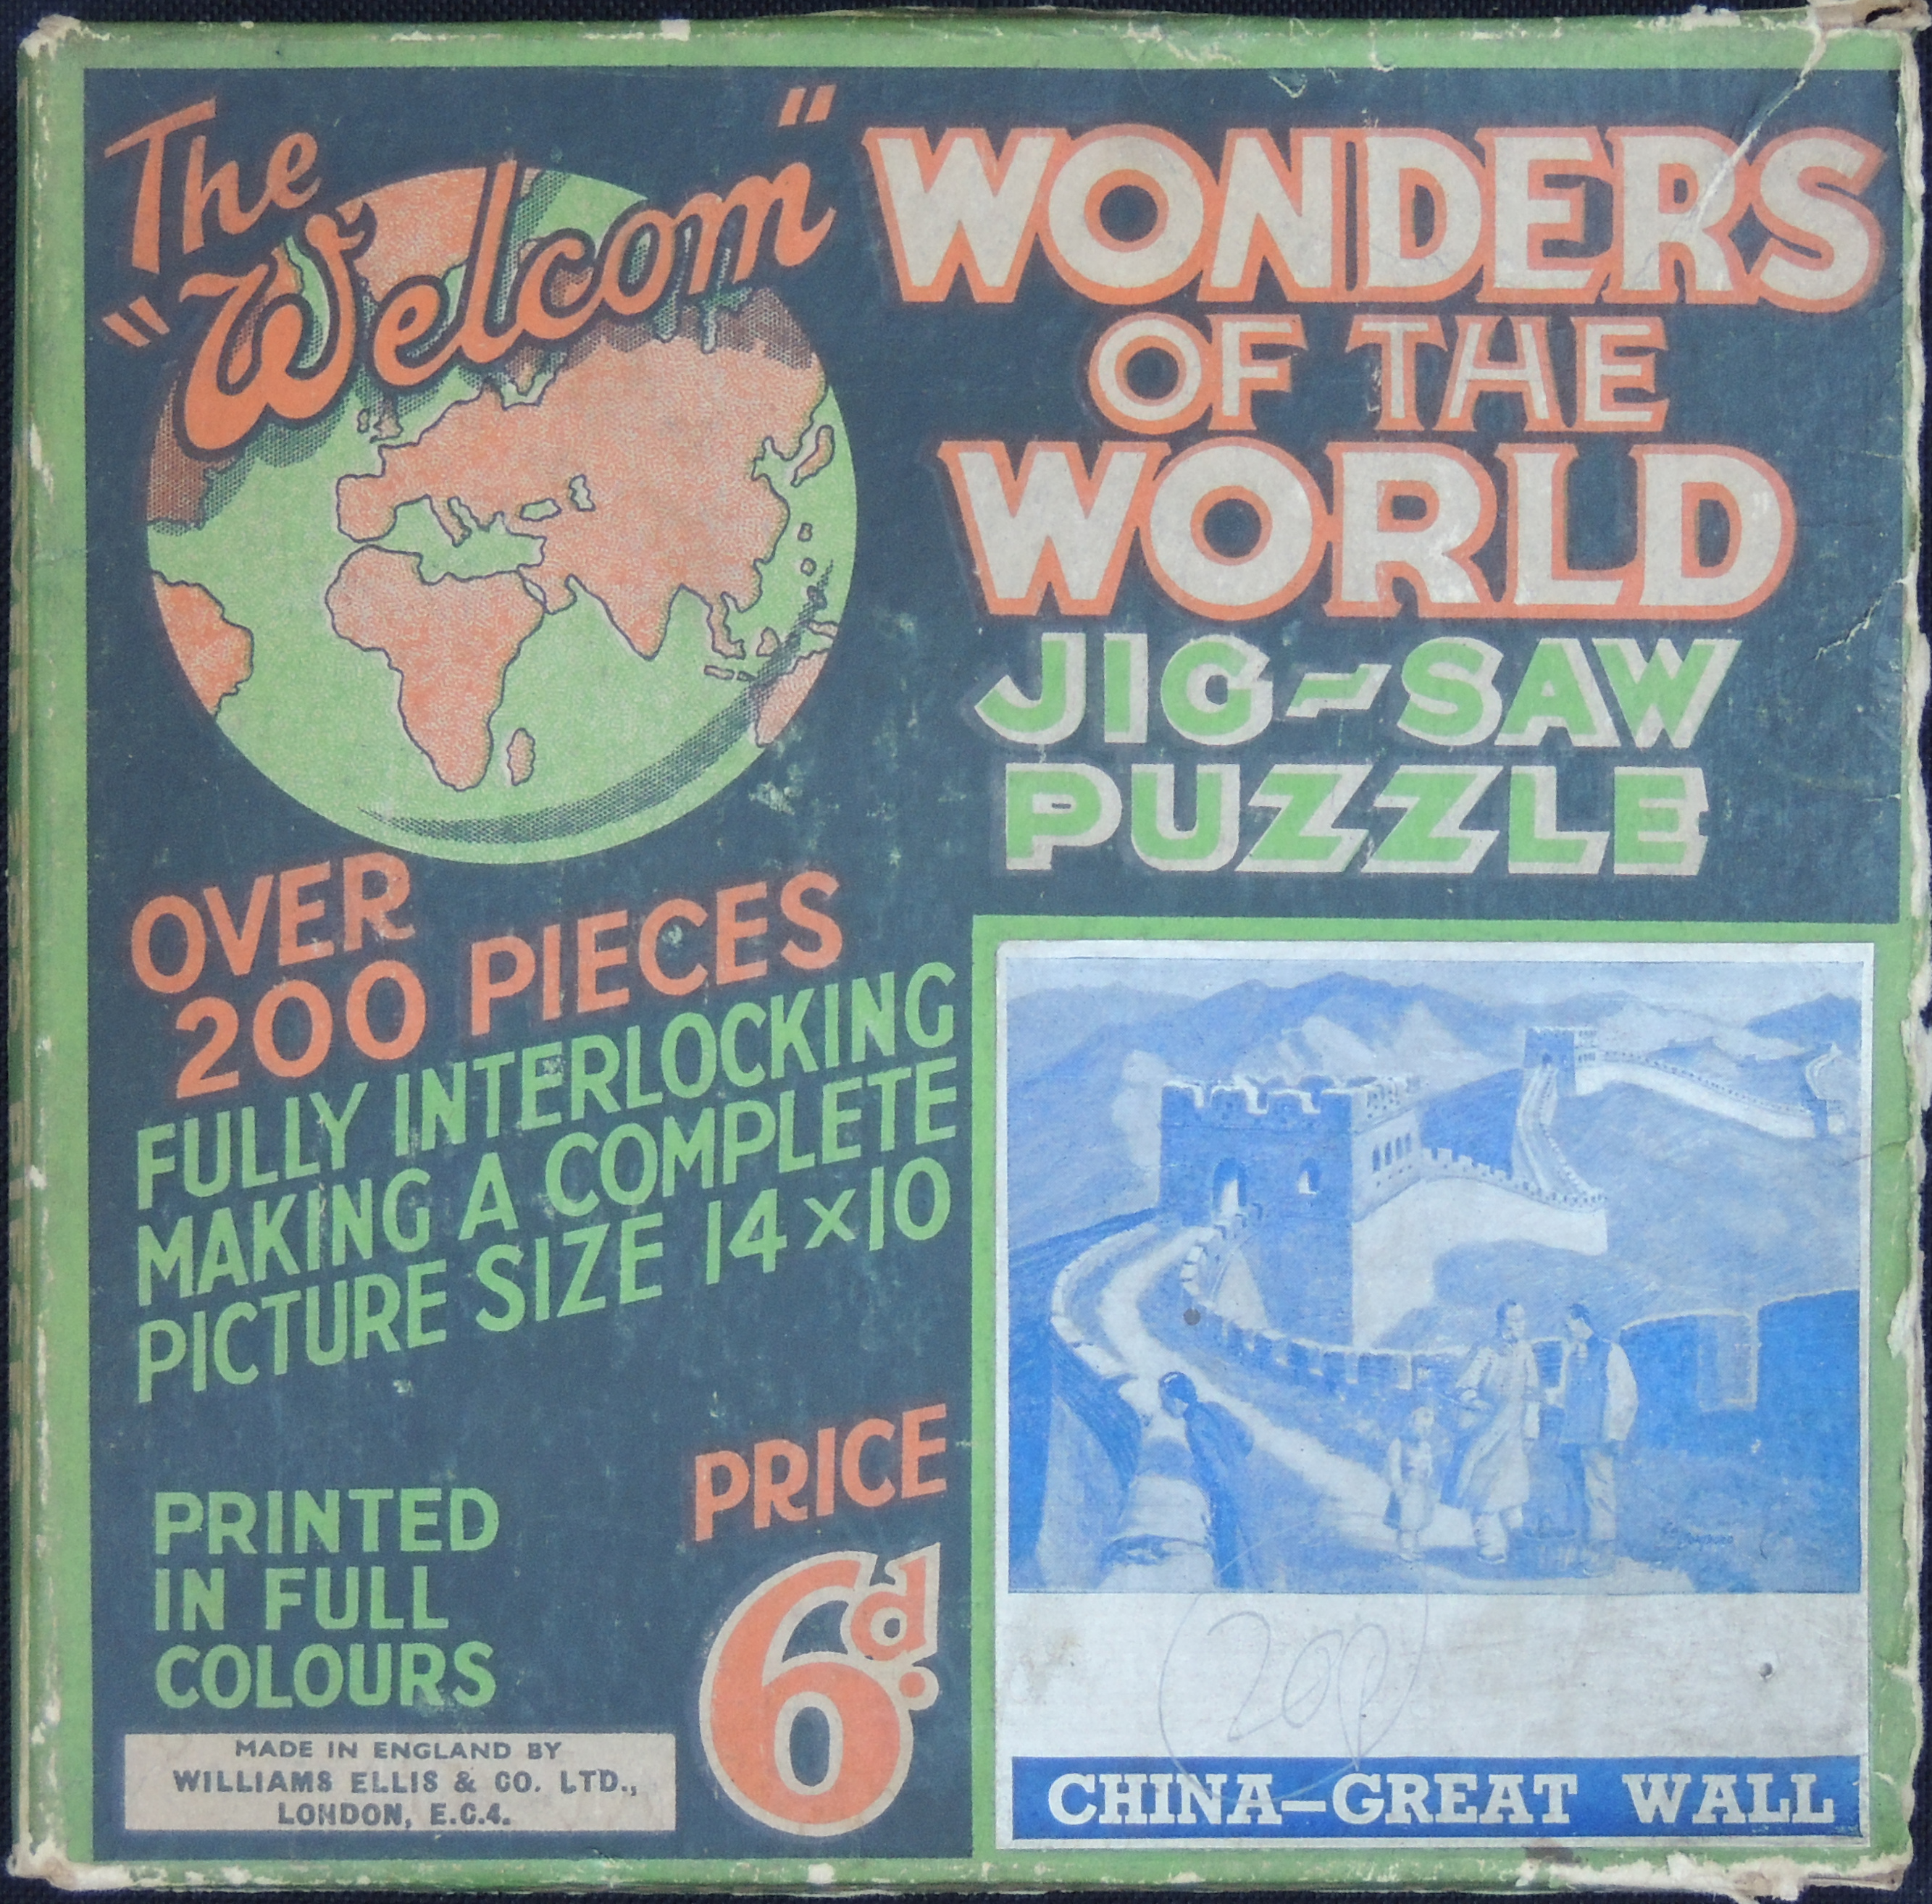 The
"Welcom"
WONDERS
OF THE
WORLD
JIG-SAW
PUZZLE
OVER
200 PIECES
FULLY INTERLOCKING
MAKING A COMPLETE
PICTURE SIZE 14×10
PRINTED
IN FULL
COLOURS
PRICE
6d.
MADE IN ENGLAND BY
WILLIAMS ELLIS & CO. LTD.,
LONDON, E.C.4.
20p
CHINA—GREAT WALL